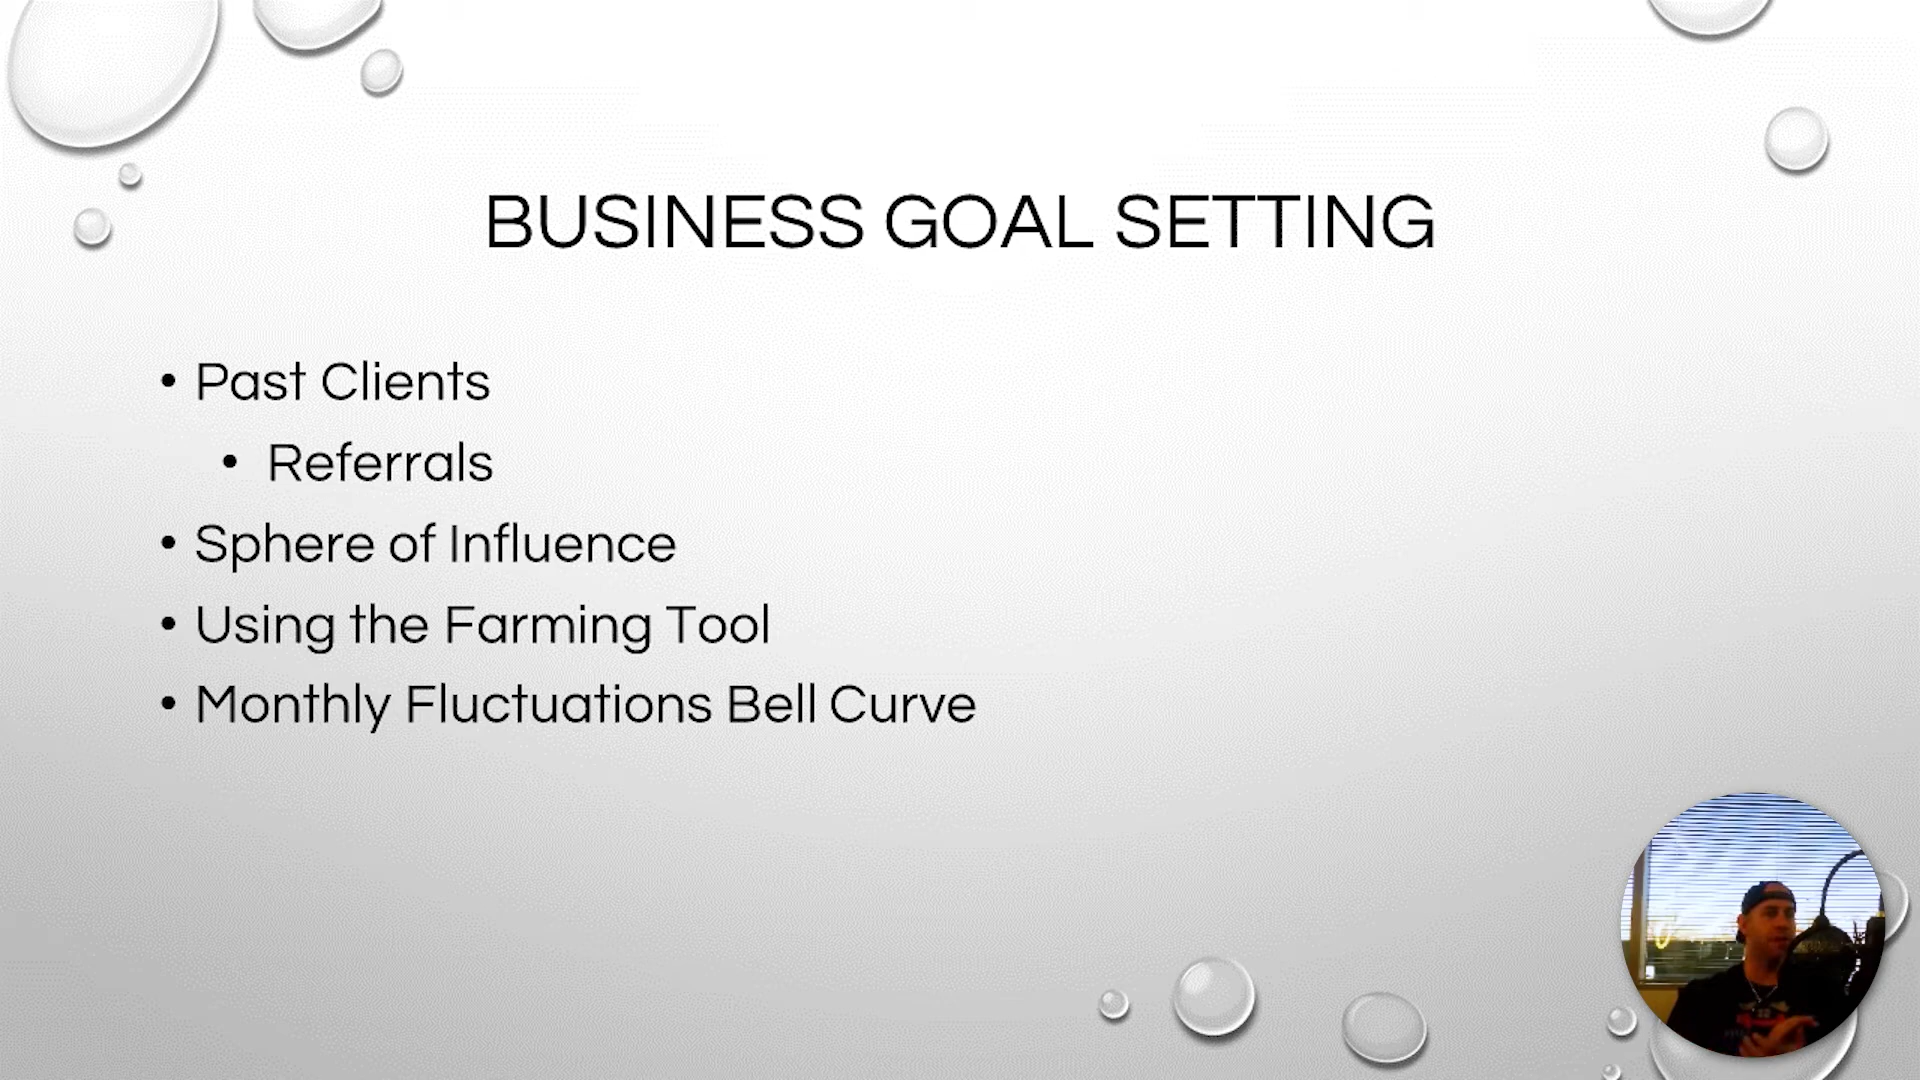 BUSINESS GOAL SETTING
• Past Clients
• Referrals
• Sphere of Influence
• Using the Farming Tool
• Monthly Fluctuations Bell Curve